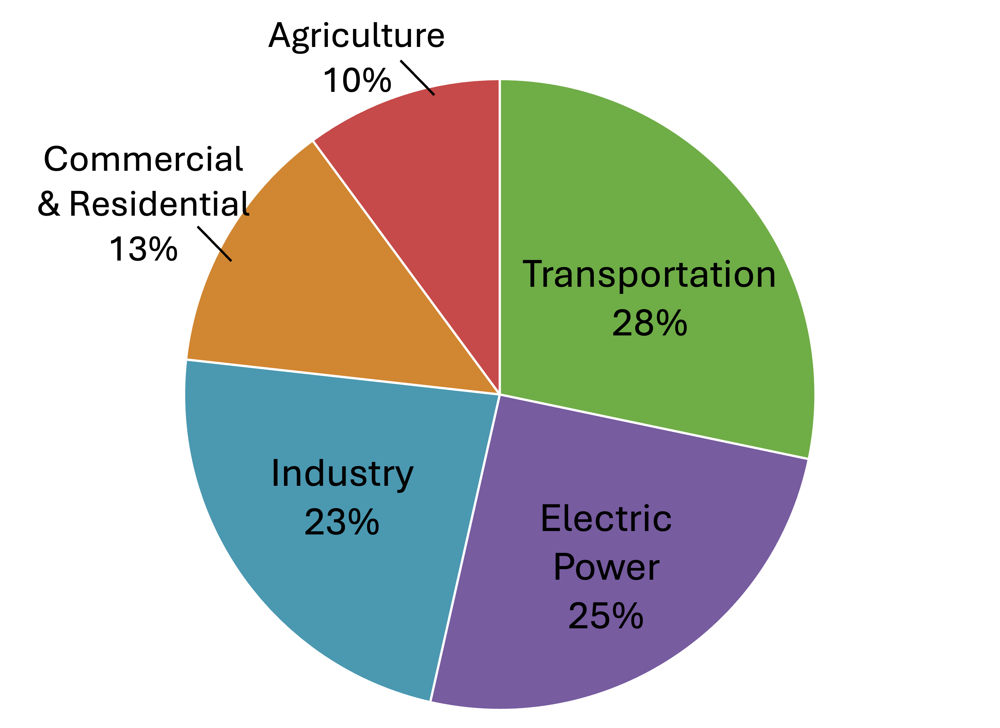 Agriculture
10%
Commercial
& Residential
13%
Transportation
28%
Industry
23%
Electric
Power
25%